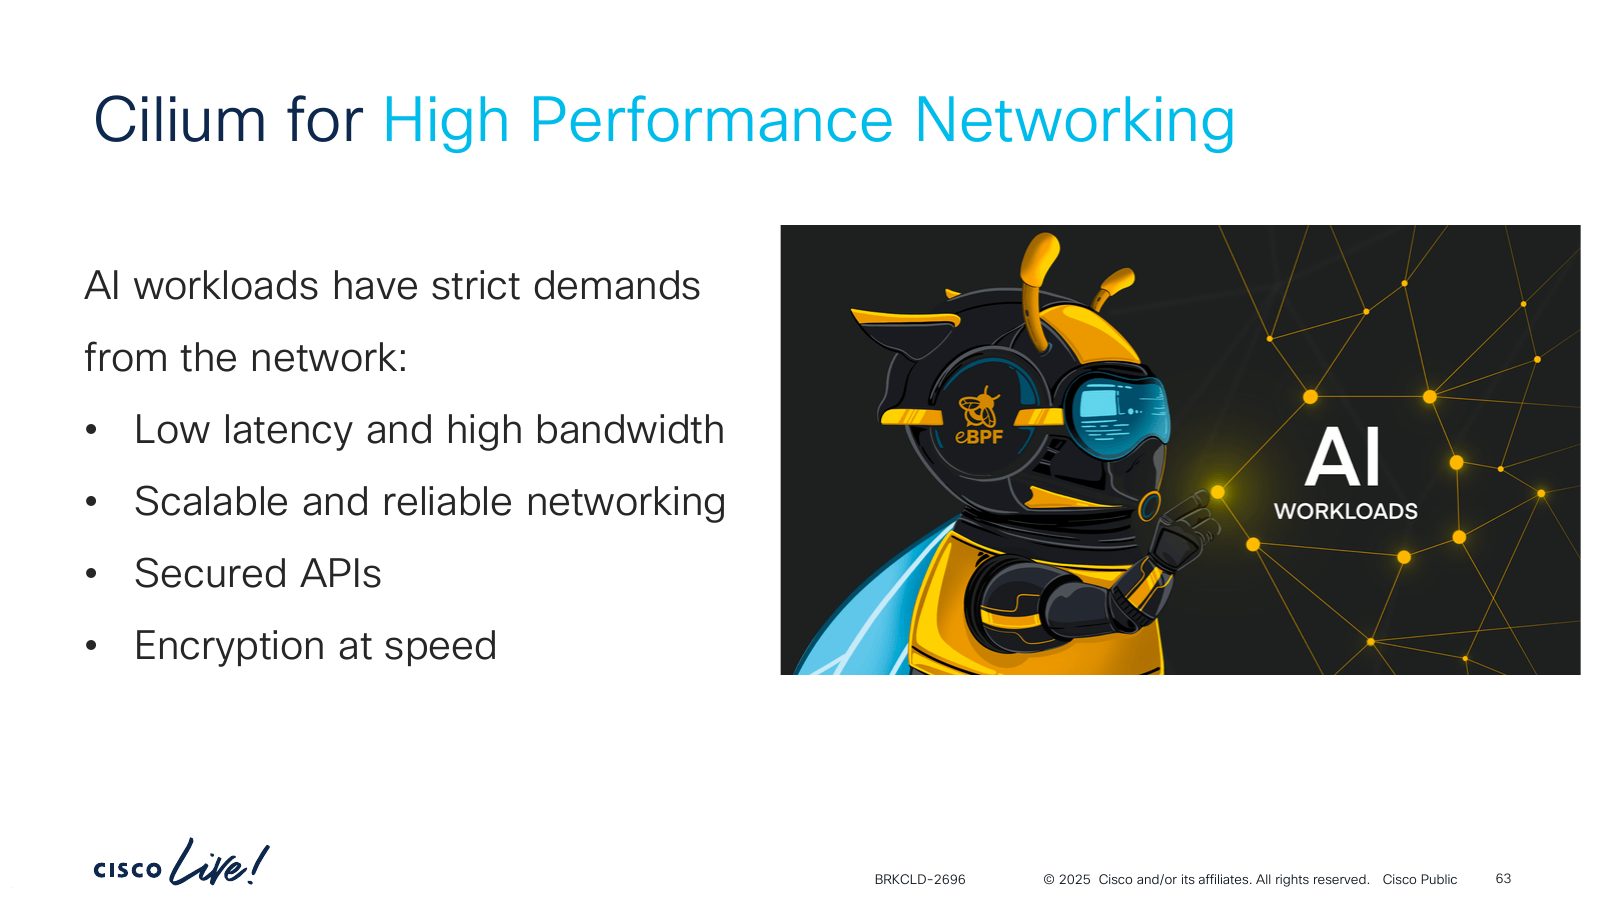 Cilium for High Performance Networking
AI workloads have strict demands
from the network:
• Low latency and high bandwidth
• Scalable and reliable networking
• Secured APIs
• Encryption at speed
eBPF
AI
WORKLOADS
CISCO Live!
BRKCLD-2696
© 2025 Cisco and/or its affiliates. All rights reserved. Cisco Public
63